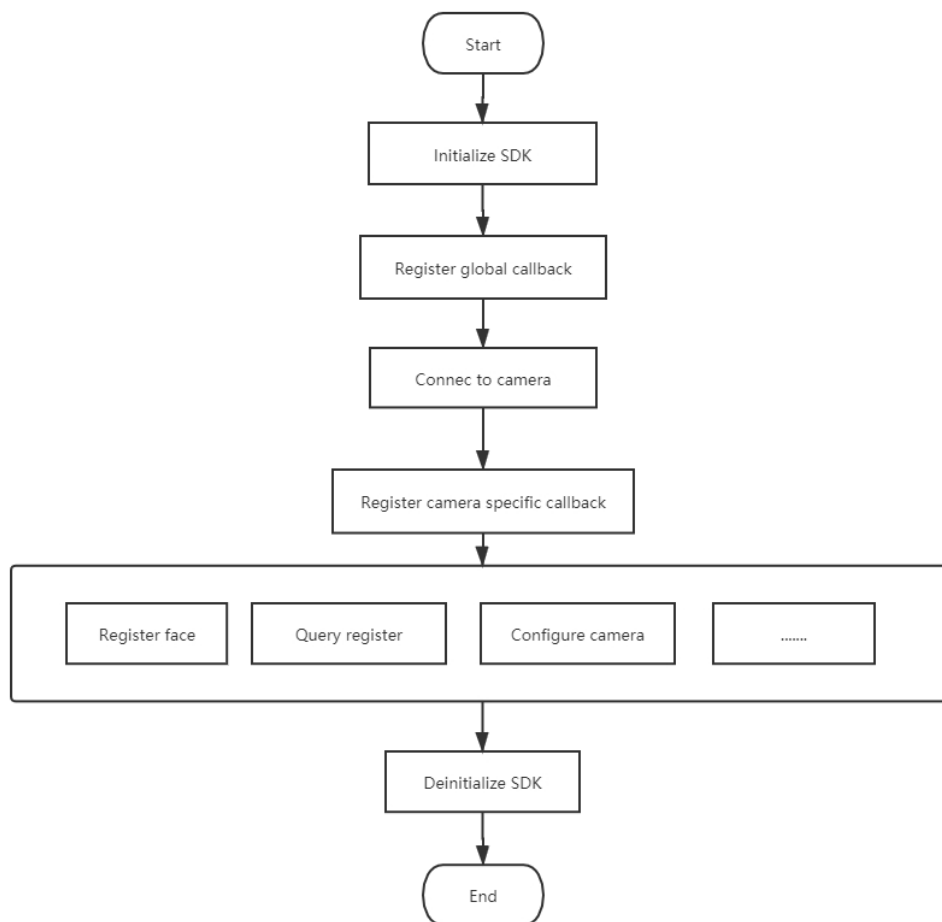 Start
Initialize SDK
Register global callback
Connec to camera
Register camera specific callback
Register face
Query register
Configure camera
.......
Deinitialize SDK
End